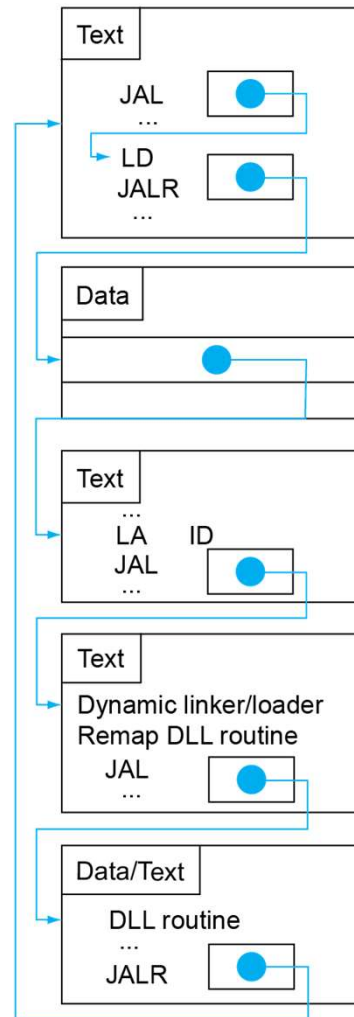 Text
JAL
...
LD
JALR
...
Data
Text
...
LA ID
JAL
...
Text
Dynamic linker/loader
Remap DLL routine
JAL
...
Data/Text
DLL routine
...
JALR